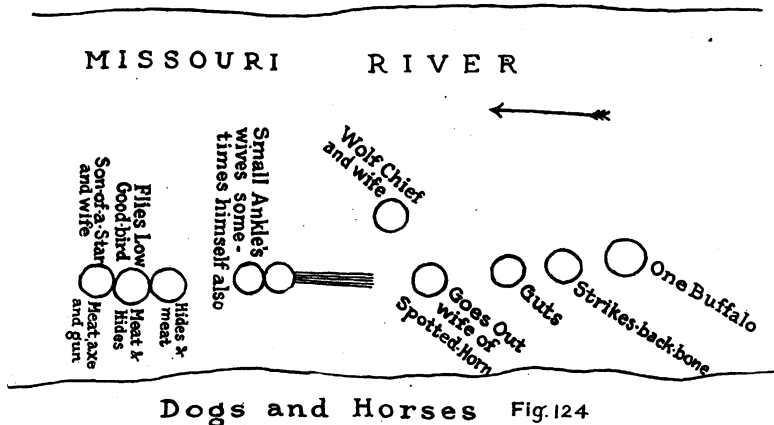 MISSOURI RIVER
Son-of-a-Star
and wife
Flies Low
Good-bird
Small Ankle's
wives some-
times himself also
Wolf Chief
and wife
Meat, axe
and gun
Meat &
Hides
Hides &
meat
Goes Out
wife of
Spotted-Horn
Guts
Strikes-back-bone
One Buffalo
Dogs and Horses Fig. 124